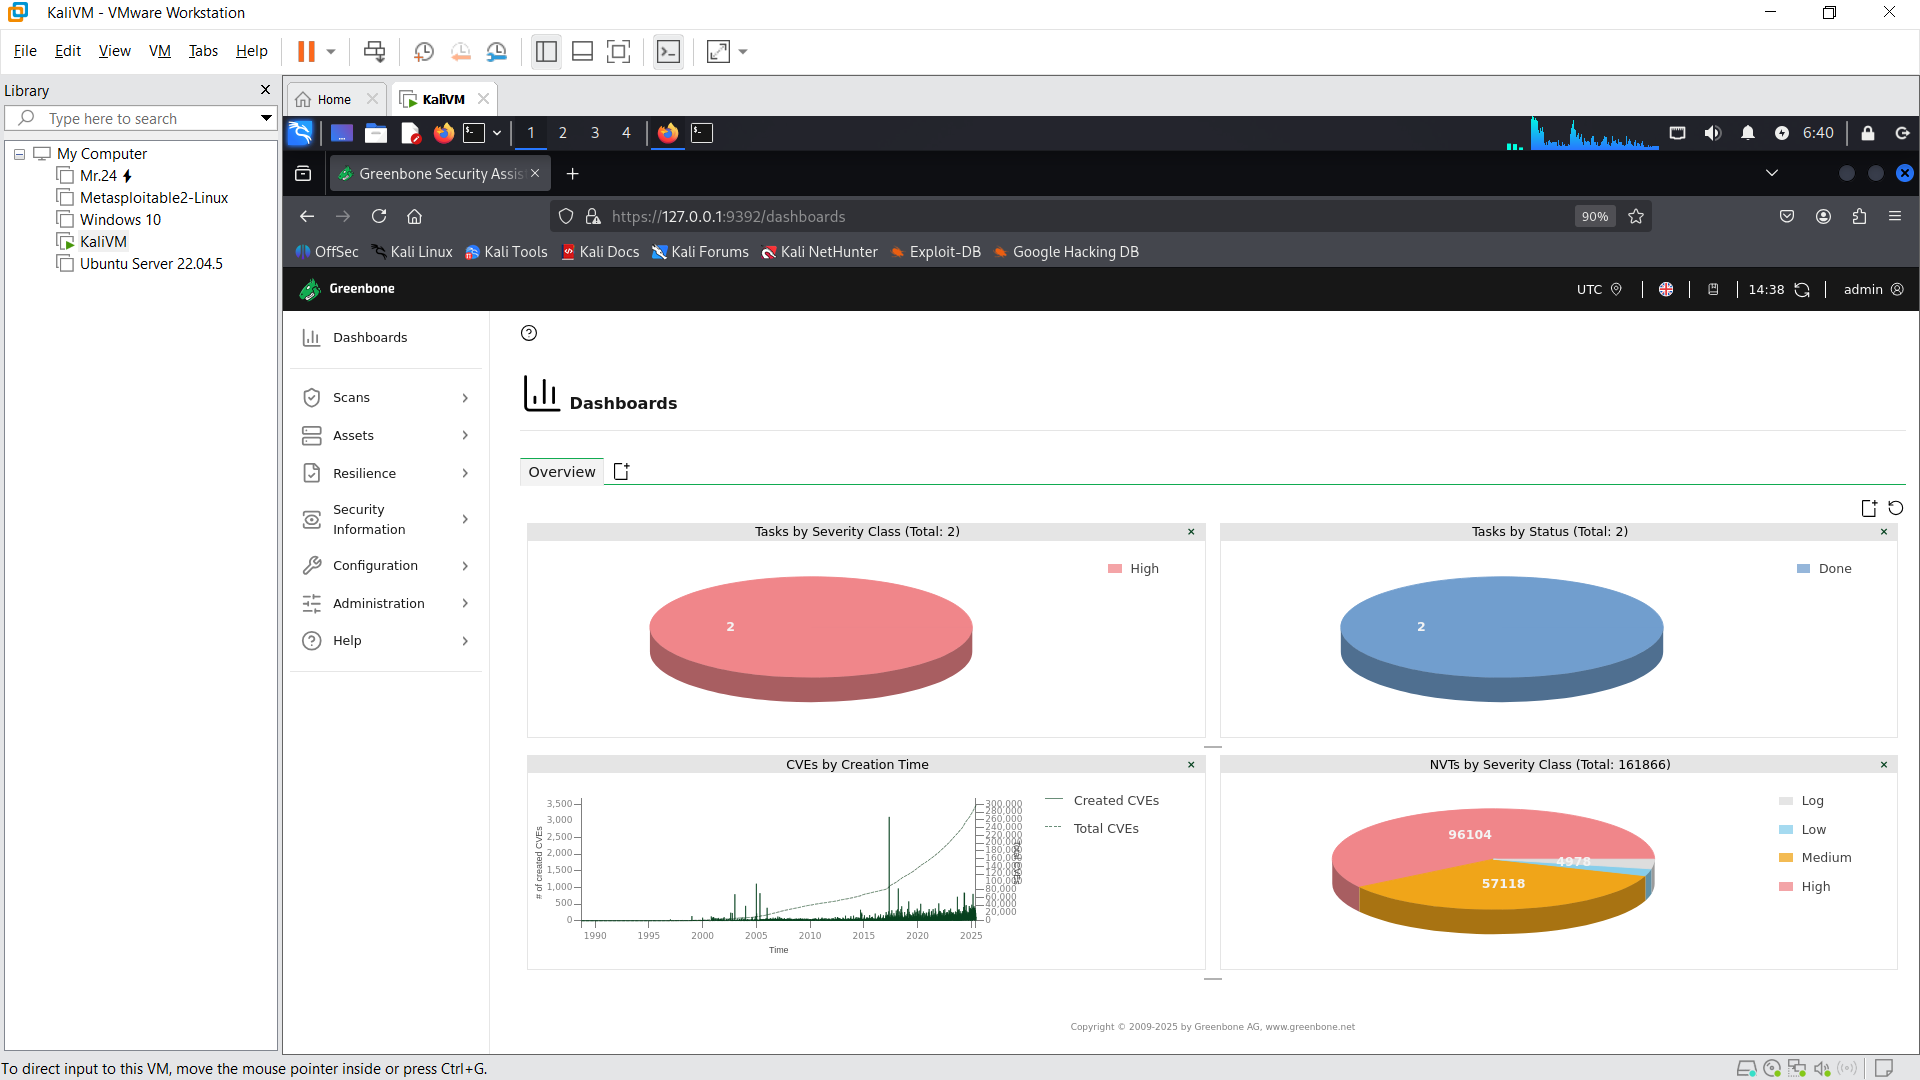 KaliVM - VMware Workstation
File Edit View VM Tabs Help
Library
Type here to search
My Computer
Mr.24
Metasploitable2-Linux
Windows 10
KaliVM
Ubuntu Server 22.04.5
Home
KaliVM
1 2 3 4
6:40
Greenbone Security Assis
https://127.0.0.1:9392/dashboards
90%
OffSec Kali Linux Kali Tools Kali Docs Kali Forums Kali NetHunter Exploit-DB Google Hacking DB
Greenbone
UTC
14:38
admin
Dashboards
Scans
Assets
Resilience
Security
Information
Configuration
Administration
Help
Dashboards
Overview
Tasks by Severity Class (Total: 2)
High
2
Tasks by Status (Total: 2)
Done
2
CVEs by Creation Time
# of created CVEs
3,500
3,000
2,500
2,000
1,500
1,000
500
0
300,000
280,000
260,000
240,000
220,000
200,000
180,000
160,000
140,000
120,000
100,000
80,000
60,000
40,000
20,000
0
1990 1995 2000 2005 2010 2015 2020 2025
Time
Created CVEs
Total CVEs
NVTs by Severity Class (Total: 161866)
96104
4978
57118
Log
Low
Medium
High
Copyright © 2009-2025 by Greenbone AG, www.greenbone.net
To direct input to this VM, move the mouse pointer inside or press Ctrl+G.